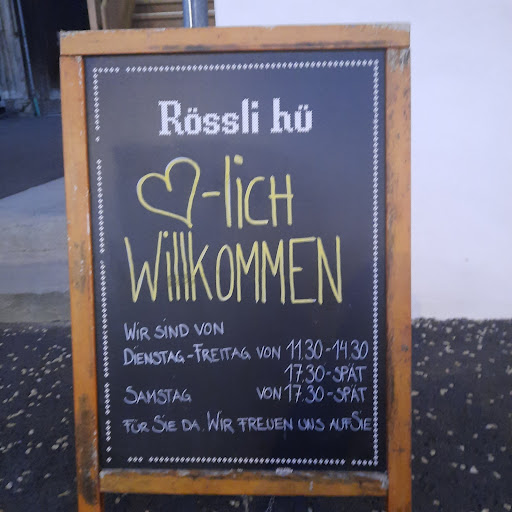 Rössli hü
♡-lich
Willkommen
Wir sind von
Dienstag-Freitag von 11.30-14.30
17.30-spät
Samstag von 17.30-spät
Für Sie da. Wir freuen uns auf Sie